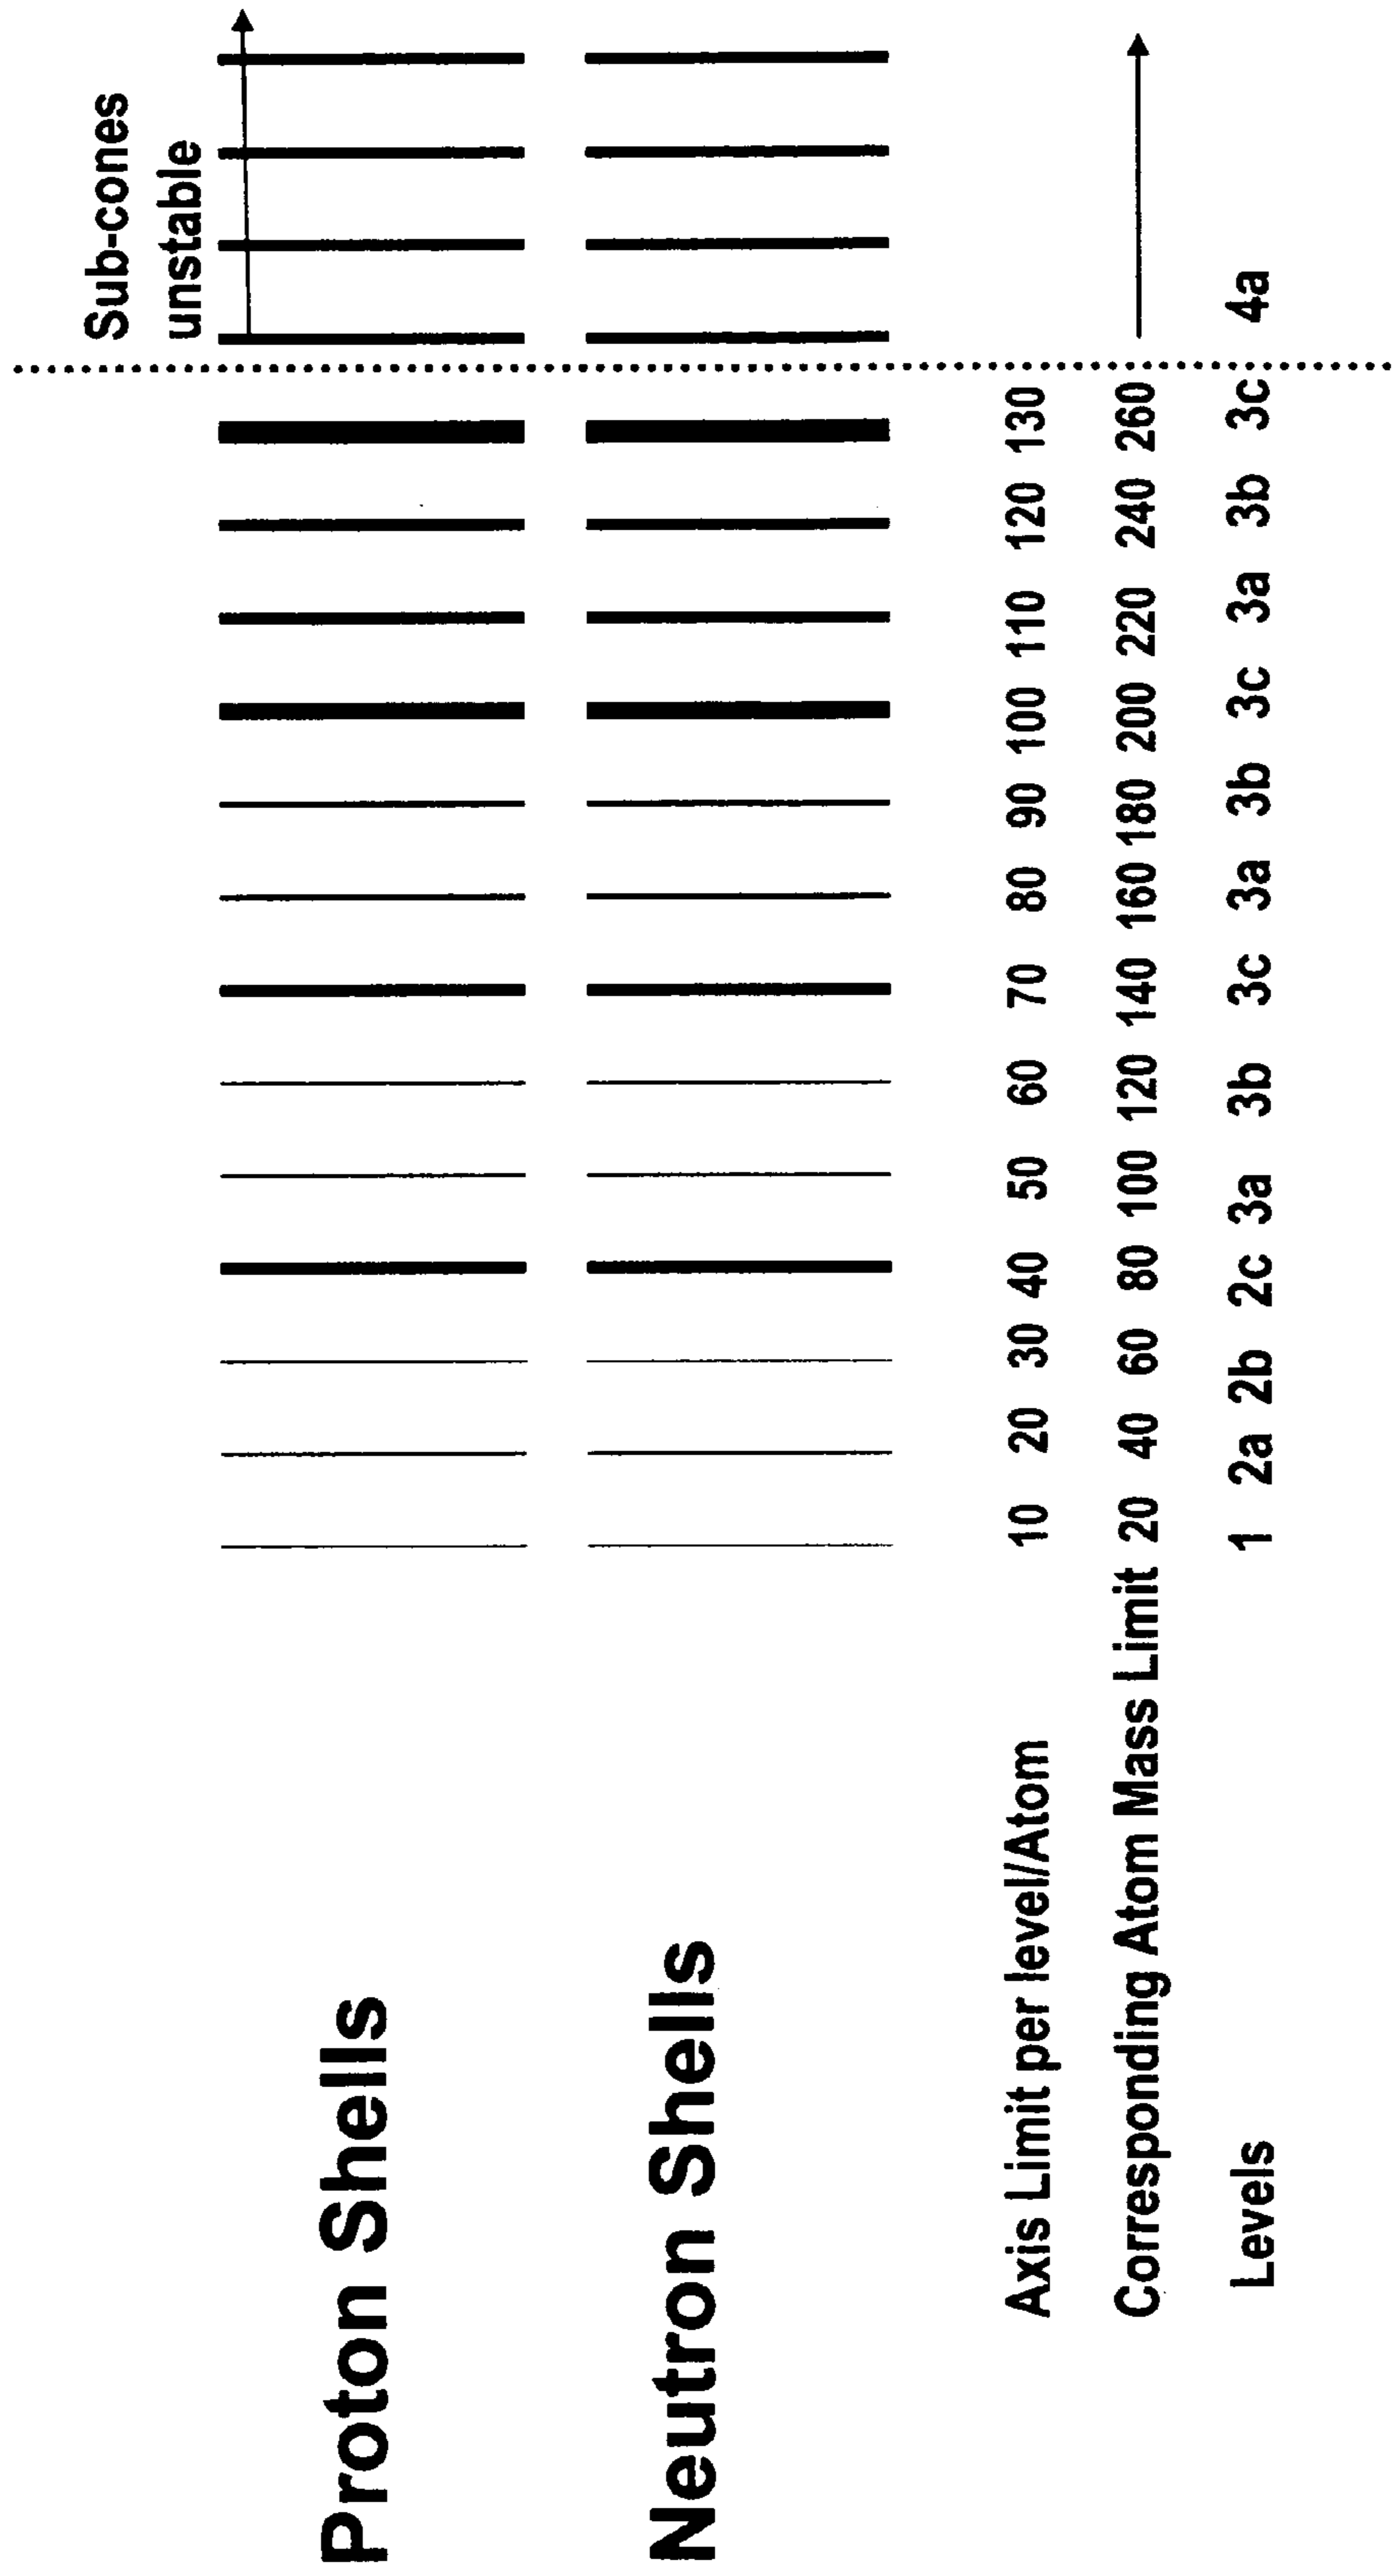 Sub-cones
unstable
Proton Shells
Neutron Shells
Axis Limit per level/Atom 10 20 30 40 50 60 70 80 90 100 110 120 130
Corresponding Atom Mass Limit 20 40 60 80 100 120 140 160 180 200 220 240 260
Levels 1 2a 2b 2c 3a 3b 3c 3a 3b 3c 3a 3b 3c 4a